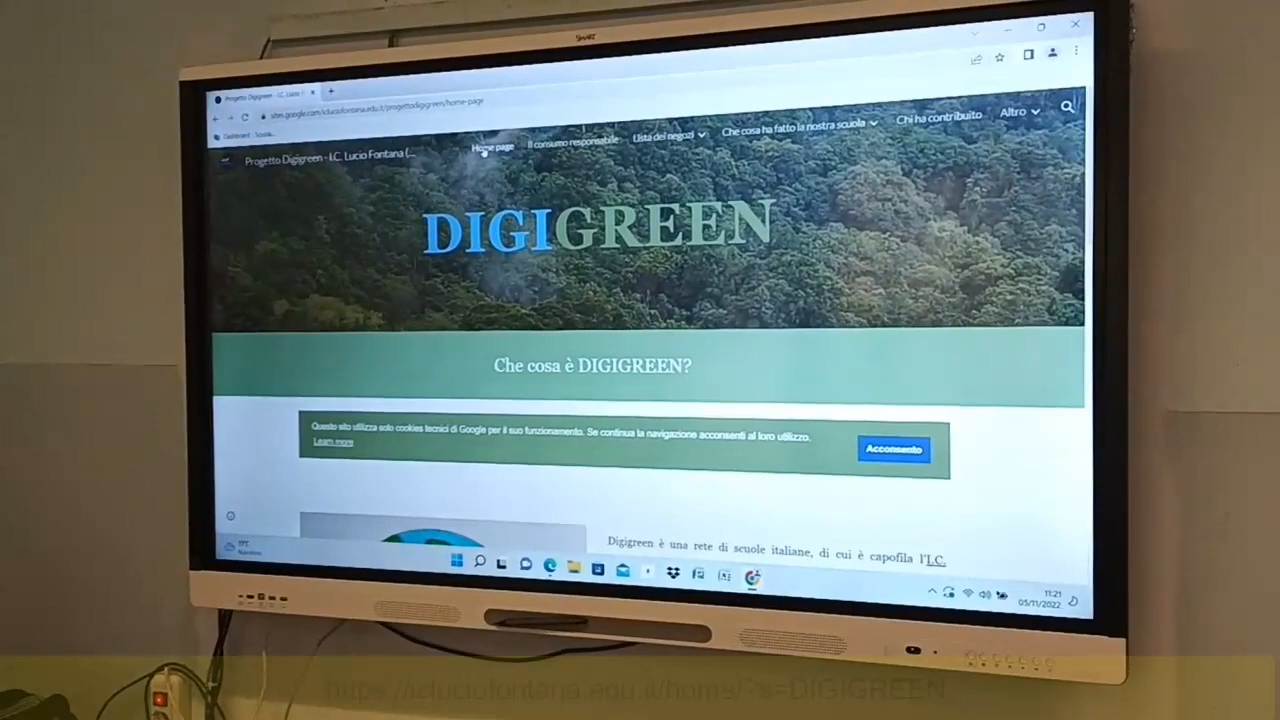 SMART
Progetto Digigreen - I.C. Lucio F
sites.google.com/icluciofontana.edu.it/progettodigigreen/home-page
Dashboard - Scuola...
Progetto Digigreen - I.C. Lucio Fontana (...
Home page
Il consumo responsabile
Lista dei negozi
Che cosa ha fatto la nostra scuola
Chi ha contribuito
Altro
DIGIGREEN
Che cosa è DIGIGREEN?
Questo sito utilizza solo cookies tecnici di Google per il suo funzionamento. Se continua la navigazione acconsenti al loro utilizzo.
Learn more
Acconsento
Digigreen è una rete di scuole italiane, di cui è capofila l'I.C.
Nuvoloso
11:21
05/11/2022
https://icluciofontana.edu.it/home/?s=DIGIGREEN